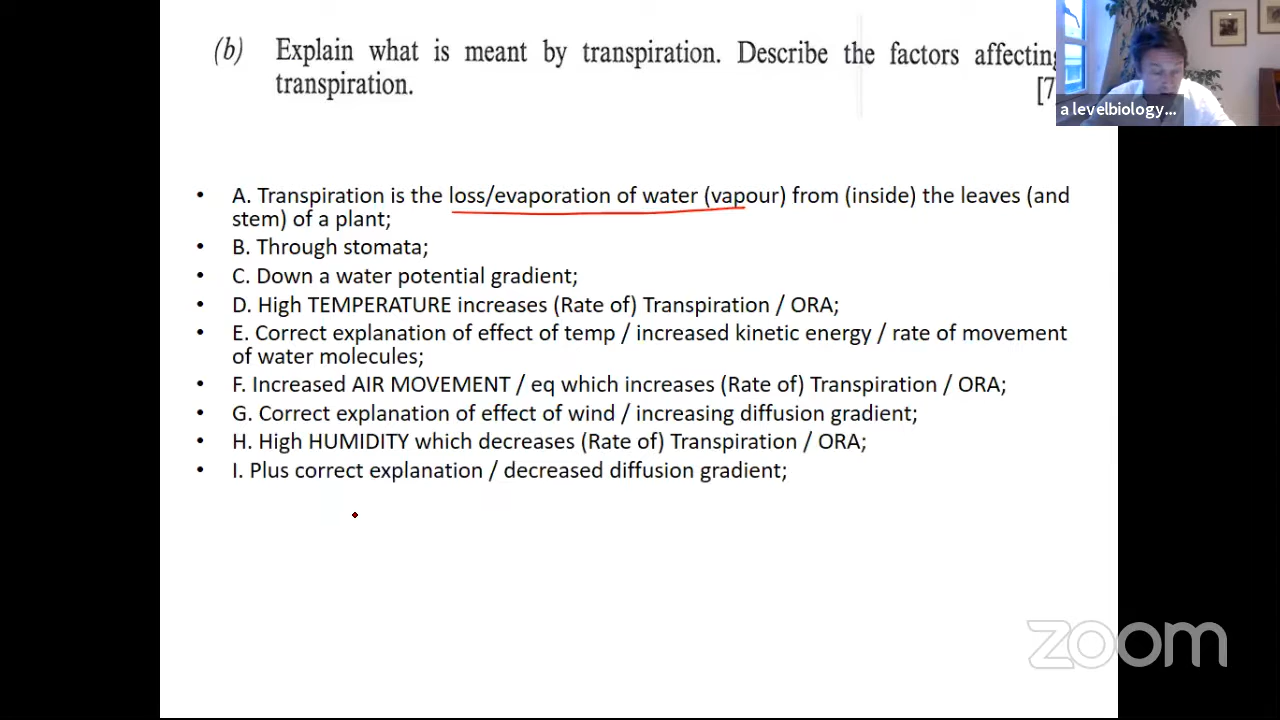 (b) Explain what is meant by transpiration. Describe the factors affecting
transpiration. [7
a levelbiology...
• A. Transpiration is the loss/evaporation of water (vapour) from (inside) the leaves (and
stem) of a plant;
• B. Through stomata;
• C. Down a water potential gradient;
• D. High TEMPERATURE increases (Rate of) Transpiration / ORA;
• E. Correct explanation of effect of temp / increased kinetic energy / rate of movement
of water molecules;
• F. Increased AIR MOVEMENT / eq which increases (Rate of) Transpiration / ORA;
• G. Correct explanation of effect of wind / increasing diffusion gradient;
• H. High HUMIDITY which decreases (Rate of) Transpiration / ORA;
• I. Plus correct explanation / decreased diffusion gradient;
zoom